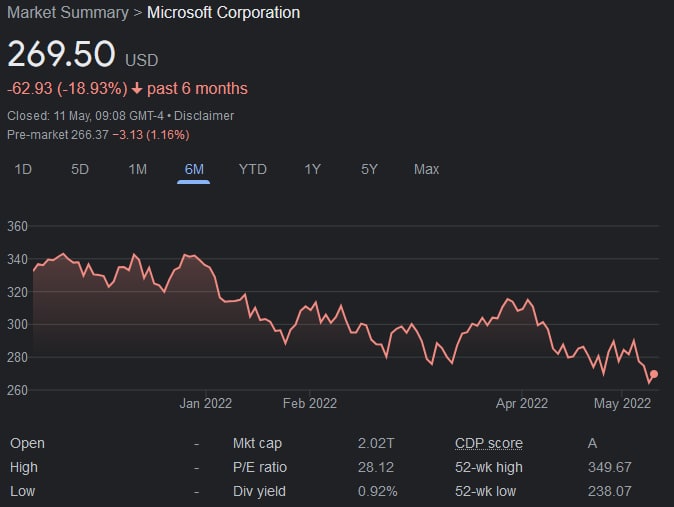 Market Summary > Microsoft Corporation
269.50 USD
-62.93 (-18.93%) ↓ past 6 months
Closed: 11 May, 09:08 GMT-4 • Disclaimer
Pre-market 266.37 −3.13 (1.16%)
1D 5D 1M 6M YTD 1Y 5Y Max
360
340
320
300
280
260
Jan 2022 Feb 2022 Apr 2022 May 2022
Open - Mkt cap 2.02T CDP score A
High - P/E ratio 28.12 52-wk high 349.67
Low - Div yield 0.92% 52-wk low 238.07